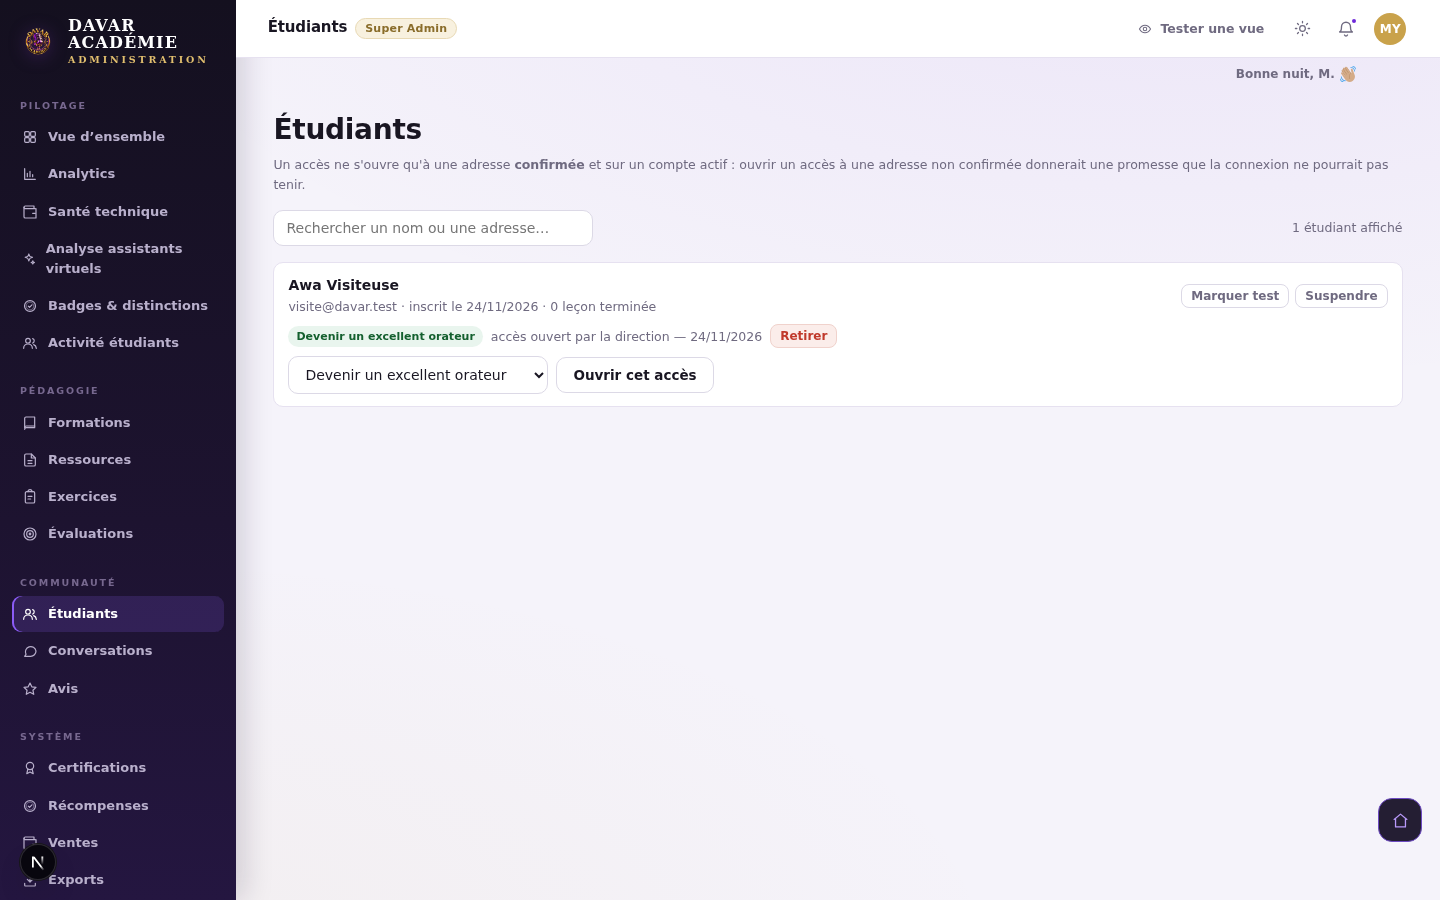 DAVAR
ACADÉMIE
ADMINISTRATION
PILOTAGE
Vue d’ensemble
Analytics
Santé technique
Analyse assistants
virtuels
Badges & distinctions
Activité étudiants
PÉDAGOGIE
Formations
Ressources
Exercices
Évaluations
COMMUNAUTÉ
Étudiants
Conversations
Avis
SYSTÈME
Certifications
Récompenses
Ventes
Exports
N
Étudiants Super Admin
Tester une vue
MY
Bonne nuit, M. 👋🏽
Étudiants
Un accès ne s'ouvre qu'à une adresse confirmée et sur un compte actif : ouvrir un accès à une adresse non confirmée donnerait une promesse que la connexion ne pourrait pas
tenir.
Rechercher un nom ou une adresse…
1 étudiant affiché
Awa Visiteuse
visite@davar.test · inscrit le 24/11/2026 · 0 leçon terminée
Marquer test Suspendre
Devenir un excellent orateur accès ouvert par la direction — 24/11/2026 Retirer
Devenir un excellent orateur Ouvrir cet accès